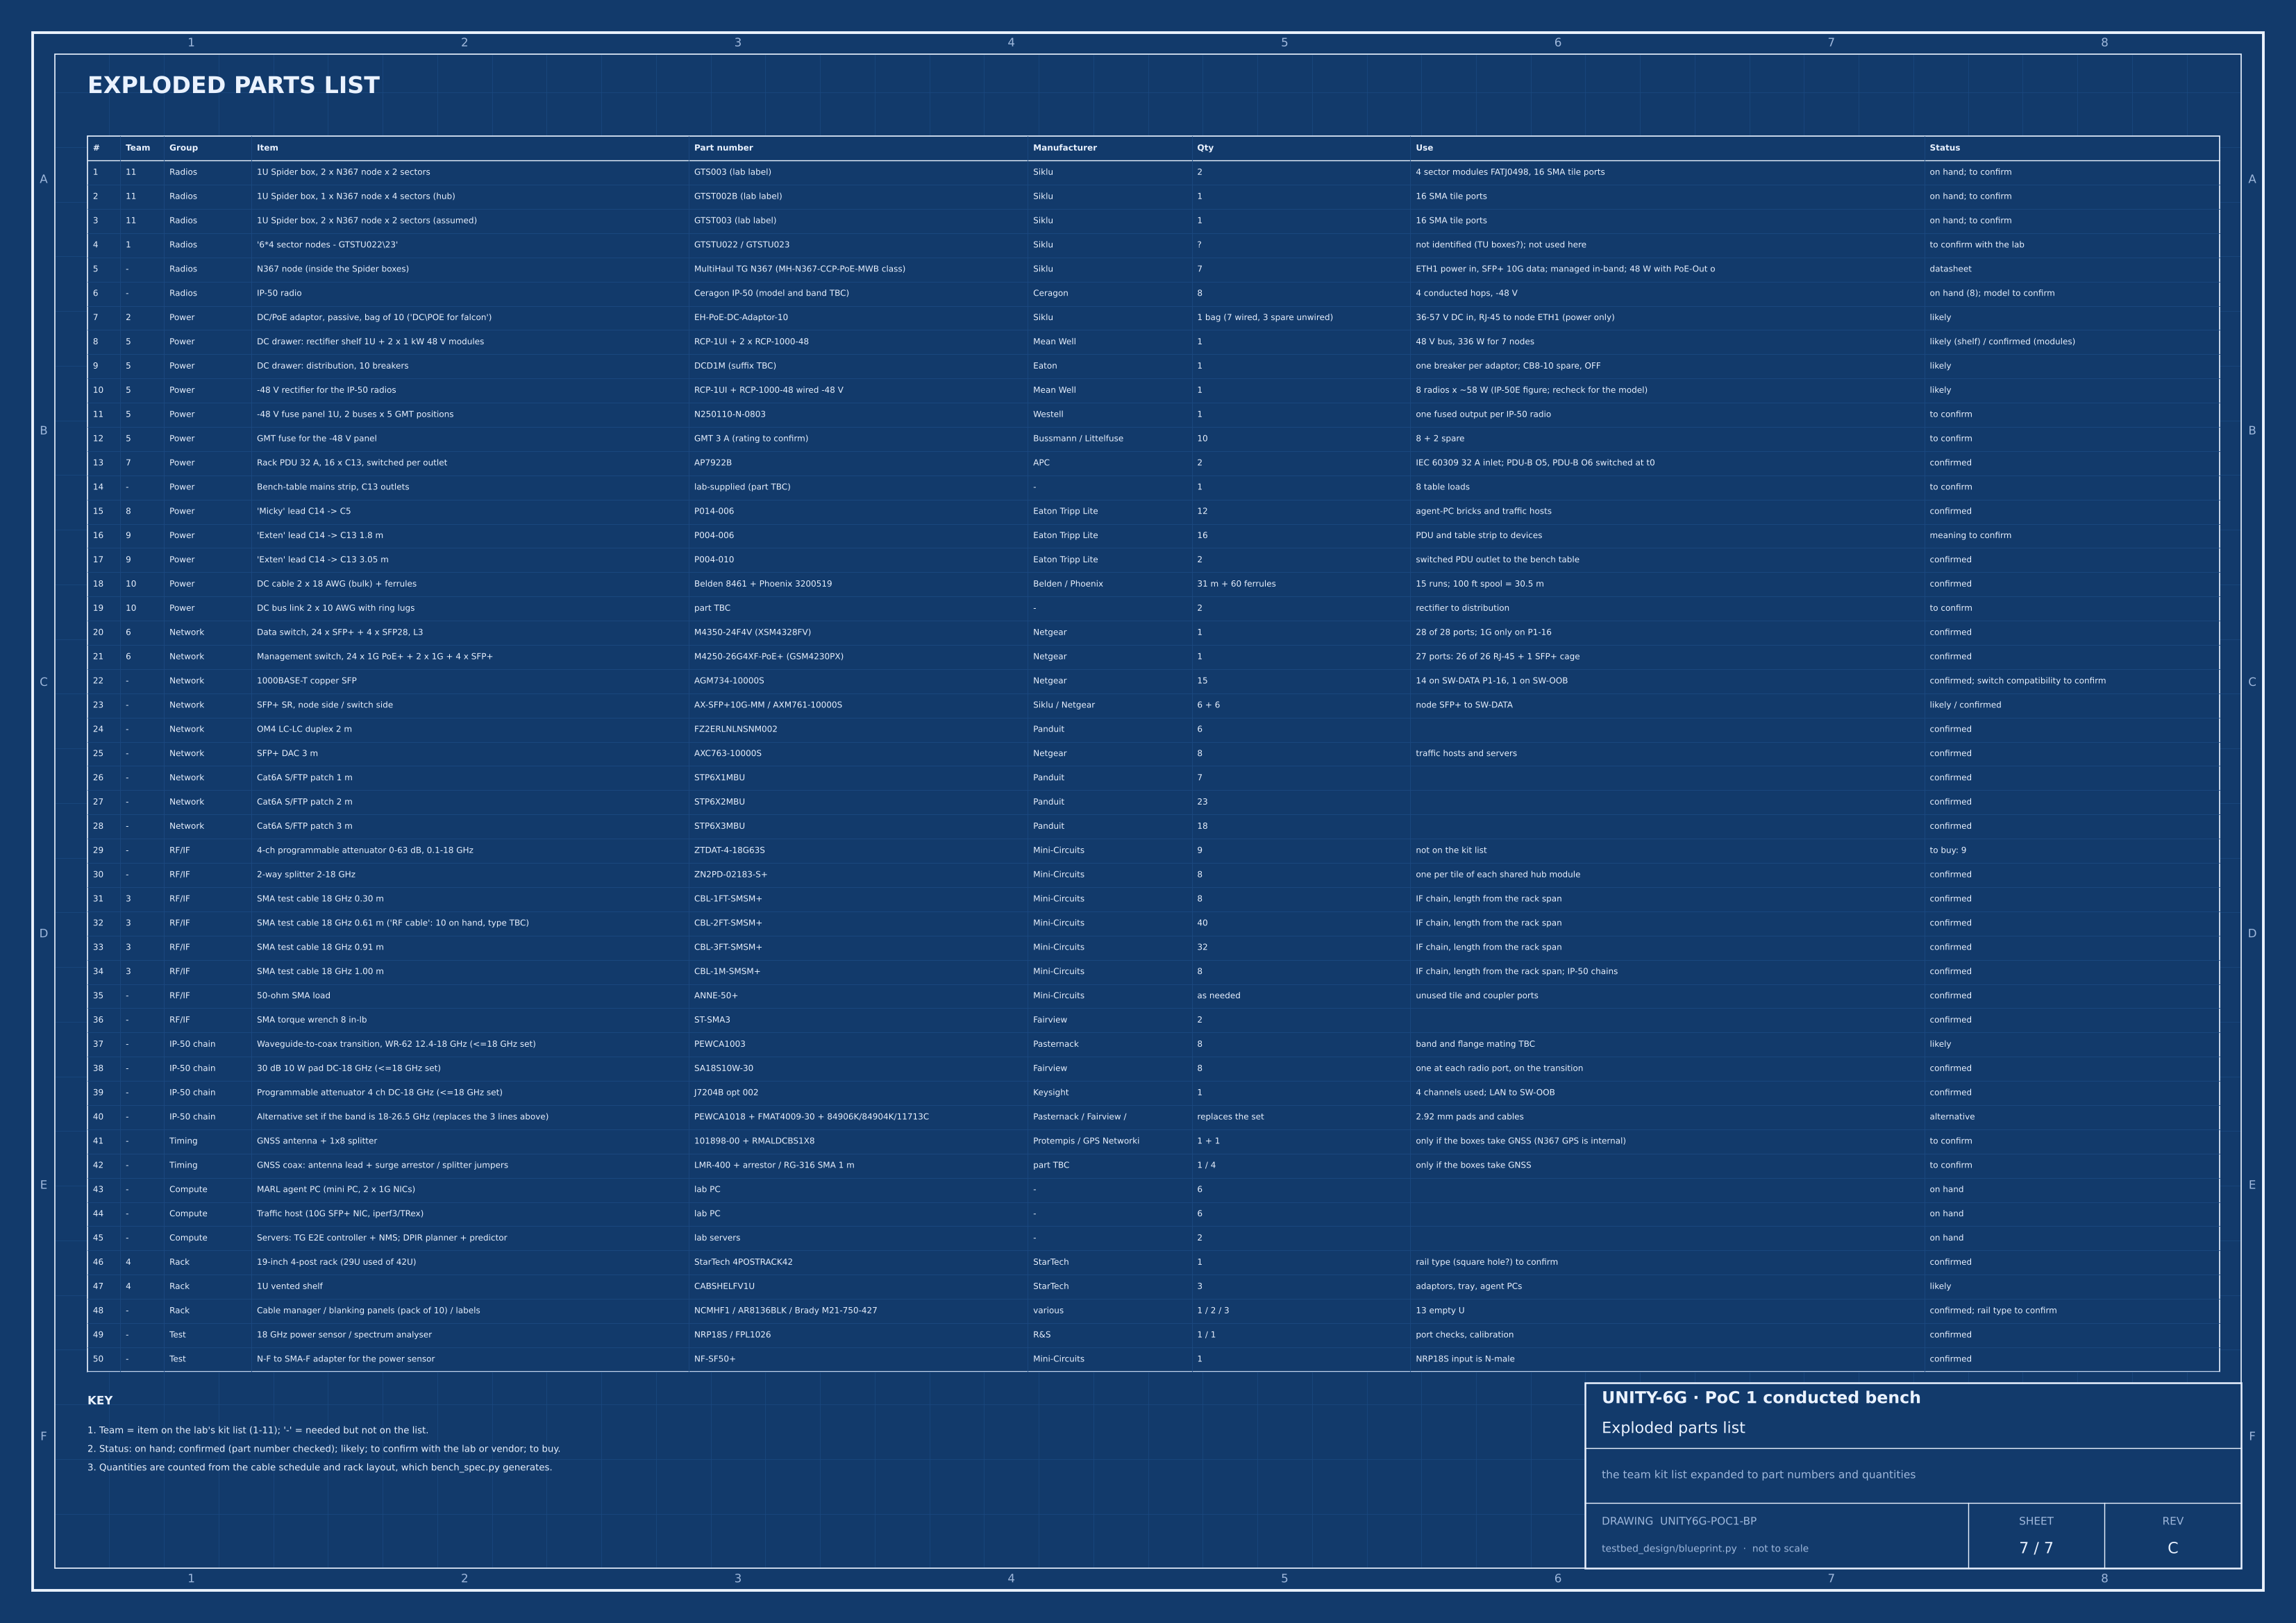 1 2 3 4 5 6 7 8
EXPLODED PARTS LIST
# Team Group Item Part number Manufacturer Qty Use Status
A A
1 11 Radios 1U Spider box, 2 x N367 node x 2 sectors GTS003 (lab label) Siklu 2 4 sector modules FATJ0498, 16 SMA tile ports on hand; to confirm
2 11 Radios 1U Spider box, 1 x N367 node x 4 sectors (hub) GTST002B (lab label) Siklu 1 16 SMA tile ports on hand; to confirm
3 11 Radios 1U Spider box, 2 x N367 node x 2 sectors (assumed) GTST003 (lab label) Siklu 1 16 SMA tile ports on hand; to confirm
4 1 Radios '6*4 sector nodes - GTSTU022\23' GTSTU022 / GTSTU023 Siklu ? not identified (TU boxes?); not used here to confirm with the lab
5 - Radios N367 node (inside the Spider boxes) MultiHaul TG N367 (MH-N367-CCP-PoE-MWB class) Siklu 7 ETH1 power in, SFP+ 10G data; managed in-band; 48 W with PoE-Out o datasheet
6 - Radios IP-50 radio Ceragon IP-50 (model and band TBC) Ceragon 8 4 conducted hops, -48 V on hand (8); model to confirm
7 2 Power DC/PoE adaptor, passive, bag of 10 ('DC\POE for falcon') EH-PoE-DC-Adaptor-10 Siklu 1 bag (7 wired, 3 spare unwired) 36-57 V DC in, RJ-45 to node ETH1 (power only) likely
8 5 Power DC drawer: rectifier shelf 1U + 2 x 1 kW 48 V modules RCP-1UI + 2 x RCP-1000-48 Mean Well 1 48 V bus, 336 W for 7 nodes likely (shelf) / confirmed (modules)
9 5 Power DC drawer: distribution, 10 breakers DCD1M (suffix TBC) Eaton 1 one breaker per adaptor; CB8-10 spare, OFF likely
10 5 Power -48 V rectifier for the IP-50 radios RCP-1UI + RCP-1000-48 wired -48 V Mean Well 1 8 radios x ~58 W (IP-50E figure; recheck for the model) likely
11 5 Power -48 V fuse panel 1U, 2 buses x 5 GMT positions N250110-N-0803 Westell 1 one fused output per IP-50 radio to confirm
B B
12 5 Power GMT fuse for the -48 V panel GMT 3 A (rating to confirm) Bussmann / Littelfuse 10 8 + 2 spare to confirm
13 7 Power Rack PDU 32 A, 16 x C13, switched per outlet AP7922B APC 2 IEC 60309 32 A inlet; PDU-B O5, PDU-B O6 switched at t0 confirmed
14 - Power Bench-table mains strip, C13 outlets lab-supplied (part TBC) - 1 8 table loads to confirm
15 8 Power 'Micky' lead C14 -> C5 P014-006 Eaton Tripp Lite 12 agent-PC bricks and traffic hosts confirmed
16 9 Power 'Exten' lead C14 -> C13 1.8 m P004-006 Eaton Tripp Lite 16 PDU and table strip to devices meaning to confirm
17 9 Power 'Exten' lead C14 -> C13 3.05 m P004-010 Eaton Tripp Lite 2 switched PDU outlet to the bench table confirmed
18 10 Power DC cable 2 x 18 AWG (bulk) + ferrules Belden 8461 + Phoenix 3200519 Belden / Phoenix 31 m + 60 ferrules 15 runs; 100 ft spool = 30.5 m confirmed
19 10 Power DC bus link 2 x 10 AWG with ring lugs part TBC - 2 rectifier to distribution to confirm
20 6 Network Data switch, 24 x SFP+ + 4 x SFP28, L3 M4350-24F4V (XSM4328FV) Netgear 1 28 of 28 ports; 1G only on P1-16 confirmed
21 6 Network Management switch, 24 x 1G PoE+ + 2 x 1G + 4 x SFP+ M4250-26G4XF-PoE+ (GSM4230PX) Netgear 1 27 ports: 26 of 26 RJ-45 + 1 SFP+ cage confirmed
C C
22 - Network 1000BASE-T copper SFP AGM734-10000S Netgear 15 14 on SW-DATA P1-16, 1 on SW-OOB confirmed; switch compatibility to confirm
23 - Network SFP+ SR, node side / switch side AX-SFP+10G-MM / AXM761-10000S Siklu / Netgear 6 + 6 node SFP+ to SW-DATA likely / confirmed
24 - Network OM4 LC-LC duplex 2 m FZ2ERLNLNSNM002 Panduit 6 confirmed
25 - Network SFP+ DAC 3 m AXC763-10000S Netgear 8 traffic hosts and servers confirmed
26 - Network Cat6A S/FTP patch 1 m STP6X1MBU Panduit 7 confirmed
27 - Network Cat6A S/FTP patch 2 m STP6X2MBU Panduit 23 confirmed
28 - Network Cat6A S/FTP patch 3 m STP6X3MBU Panduit 18 confirmed
29 - RF/IF 4-ch programmable attenuator 0-63 dB, 0.1-18 GHz ZTDAT-4-18G63S Mini-Circuits 9 not on the kit list to buy: 9
30 - RF/IF 2-way splitter 2-18 GHz ZN2PD-02183-S+ Mini-Circuits 8 one per tile of each shared hub module confirmed
31 3 RF/IF SMA test cable 18 GHz 0.30 m CBL-1FT-SMSM+ Mini-Circuits 8 IF chain, length from the rack span confirmed
32 3 RF/IF SMA test cable 18 GHz 0.61 m ('RF cable': 10 on hand, type TBC) CBL-2FT-SMSM+ Mini-Circuits 40 IF chain, length from the rack span confirmed
D D
33 3 RF/IF SMA test cable 18 GHz 0.91 m CBL-3FT-SMSM+ Mini-Circuits 32 IF chain, length from the rack span confirmed
34 3 RF/IF SMA test cable 18 GHz 1.00 m CBL-1M-SMSM+ Mini-Circuits 8 IF chain, length from the rack span; IP-50 chains confirmed
35 - RF/IF 50-ohm SMA load ANNE-50+ Mini-Circuits as needed unused tile and coupler ports confirmed
36 - RF/IF SMA torque wrench 8 in-lb ST-SMA3 Fairview 2 confirmed
37 - IP-50 chain Waveguide-to-coax transition, WR-62 12.4-18 GHz (<=18 GHz set) PEWCA1003 Pasternack 8 band and flange mating TBC likely
38 - IP-50 chain 30 dB 10 W pad DC-18 GHz (<=18 GHz set) SA18S10W-30 Fairview 8 one at each radio port, on the transition confirmed
39 - IP-50 chain Programmable attenuator 4 ch DC-18 GHz (<=18 GHz set) J7204B opt 002 Keysight 1 4 channels used; LAN to SW-OOB confirmed
40 - IP-50 chain Alternative set if the band is 18-26.5 GHz (replaces the 3 lines above) PEWCA1018 + FMAT4009-30 + 84906K/84904K/11713C Pasternack / Fairview / replaces the set 2.92 mm pads and cables alternative
41 - Timing GNSS antenna + 1x8 splitter 101898-00 + RMALDCBS1X8 Protempis / GPS Networki 1 + 1 only if the boxes take GNSS (N367 GPS is internal) to confirm
42 - Timing GNSS coax: antenna lead + surge arrestor / splitter jumpers LMR-400 + arrestor / RG-316 SMA 1 m part TBC 1 / 4 only if the boxes take GNSS to confirm
E E
43 - Compute MARL agent PC (mini PC, 2 x 1G NICs) lab PC - 6 on hand
44 - Compute Traffic host (10G SFP+ NIC, iperf3/TRex) lab PC - 6 on hand
45 - Compute Servers: TG E2E controller + NMS; DPIR planner + predictor lab servers - 2 on hand
46 4 Rack 19-inch 4-post rack (29U used of 42U) StarTech 4POSTRACK42 StarTech 1 rail type (square hole?) to confirm confirmed
47 4 Rack 1U vented shelf CABSHELFV1U StarTech 3 adaptors, tray, agent PCs likely
48 - Rack Cable manager / blanking panels (pack of 10) / labels NCMHF1 / AR8136BLK / Brady M21-750-427 various 1 / 2 / 3 13 empty U confirmed; rail type to confirm
49 - Test 18 GHz power sensor / spectrum analyser NRP18S / FPL1026 R&S 1 / 1 port checks, calibration confirmed
50 - Test N-F to SMA-F adapter for the power sensor NF-SF50+ Mini-Circuits 1 NRP18S input is N-male confirmed
KEY
1. Team = item on the lab's kit list (1-11); '-' = needed but not on the list.
F F
2. Status: on hand; confirmed (part number checked); likely; to confirm with the lab or vendor; to buy.
3. Quantities are counted from the cable schedule and rack layout, which bench_spec.py generates.
UNITY-6G · PoC 1 conducted bench
Exploded parts list
the team kit list expanded to part numbers and quantities
DRAWING UNITY6G-POC1-BP SHEET REV
testbed_design/blueprint.py · not to scale 7 / 7 C
1 2 3 4 5 6 7 8